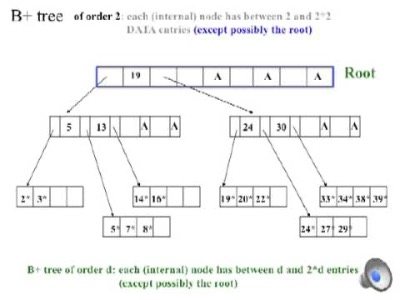 B+ tree of order 2: each (internal) node has between 2 and 2*2
DATA entries (except possibly the root)
19 A A A Root
5 13 A A 24 30 A A
2* 3* 14* 16* 19* 20* 22* 33* 34* 38* 39*
5* 7* 8* 24* 27* 29*
B+ tree of order d: each (internal) node has between d and 2*d entries
(except possibly the root)